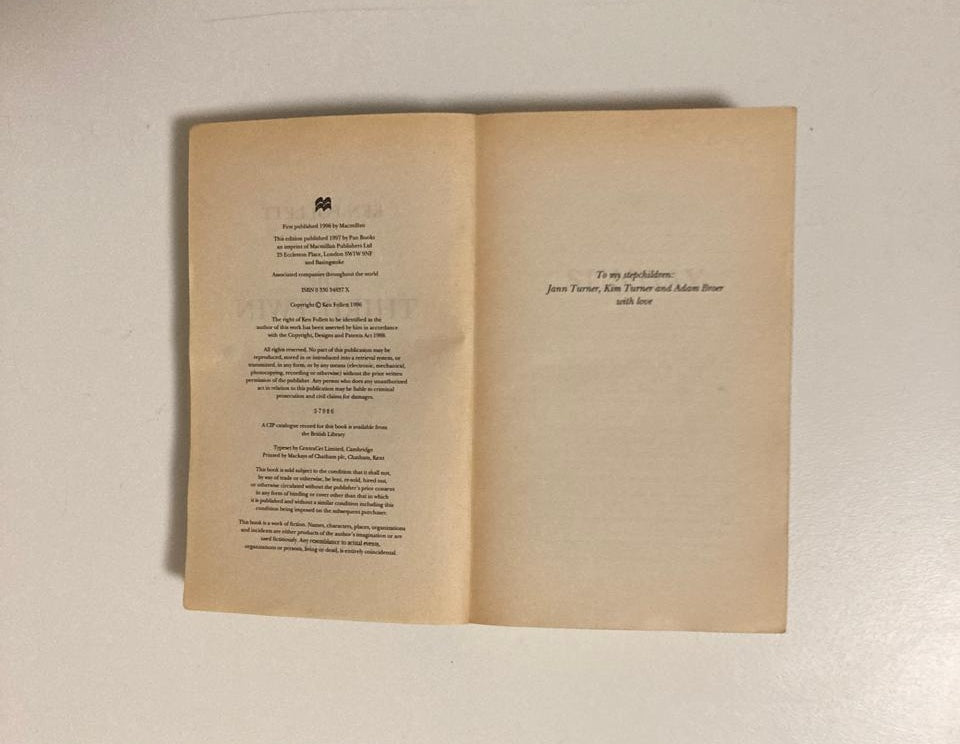 First published 1996 by Macmillan
This edition published 1997 by Pan Books
an imprint of Macmillan Publishers Ltd
25 Eccleston Place, London SW1W 9NF
and Basingstoke
Associated companies throughout the world
ISBN 0 330 34837 X
Copyright © Ken Follett 1996
The right of Ken Follett to be identified as the
author of this work has been asserted by him in accordance
with the Copyright, Designs and Patents Act 1988.
All rights reserved. No part of this publication may be
reproduced, stored in or introduced into a retrieval system, or
transmitted, in any form, or by any means (electronic, mechanical,
photocopying, recording or otherwise) without the prior written
permission of the publisher. Any person who does any unauthorized
act in relation to this publication may be liable to criminal
prosecution and civil claims for damages.
5 7 9 8 6
A CIP catalogue record for this book is available from
the British Library
Typeset by CentraCet Limited, Cambridge
Printed by Mackays of Chatham plc, Chatham, Kent
This book is sold subject to the condition that it shall not,
by way of trade or otherwise, be lent, re-sold, hired out,
or otherwise circulated without the publisher's prior consent
in any form of binding or cover other than that in which
it is published and without a similar condition including this
condition being imposed on the subsequent purchaser.
This book is a work of fiction. Names, characters, places, organizations
and incidents are either products of the author's imagination or are
used fictitiously. Any resemblance to actual events,
organizations or persons, living or dead, is entirely coincidental.
To my stepchildren:
Jann Turner, Kim Turner and Adam Broer
with love